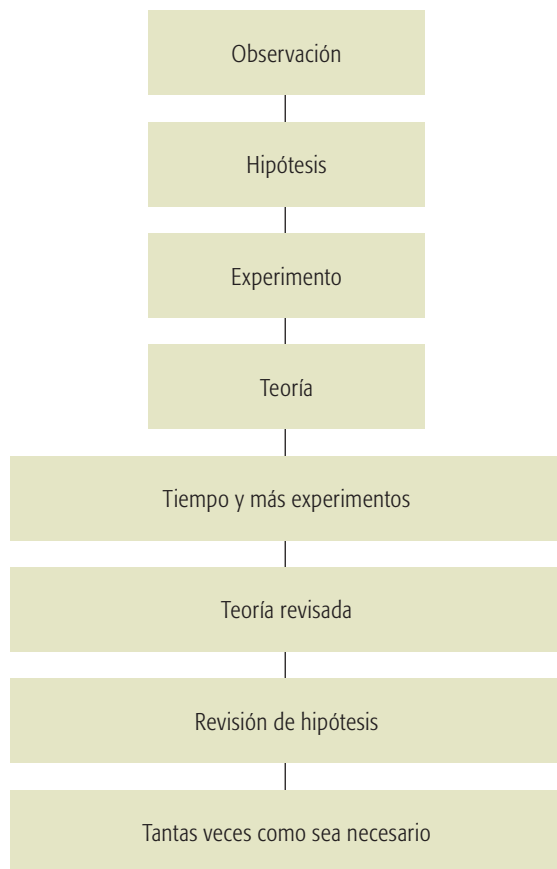 Observación
Hipótesis
Experimento
Teoría
Tiempo y más experimentos
Teoría revisada
Revisión de hipótesis
Tantas veces como sea necesario